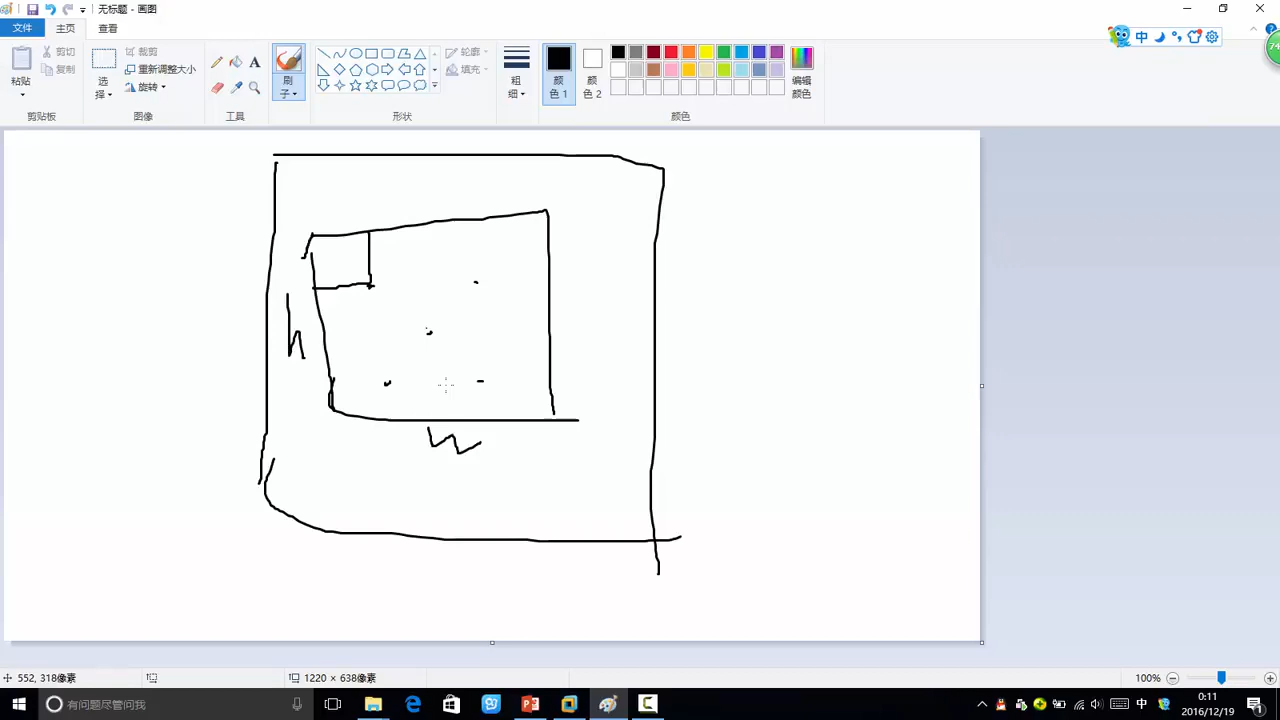 无标题 - 画图
文件 主页 查看
粘贴
剪切
复制
剪贴板
选择
裁剪
重新调整大小
旋转
图像
A
工具
刷子
形状
轮廓
填充
粗细
颜色 1
颜色 2
颜色
编辑颜色
中
74
h
w
552, 318像素
1220 × 638像素
100%
有问题尽管问我
中
0:11
2016/12/19